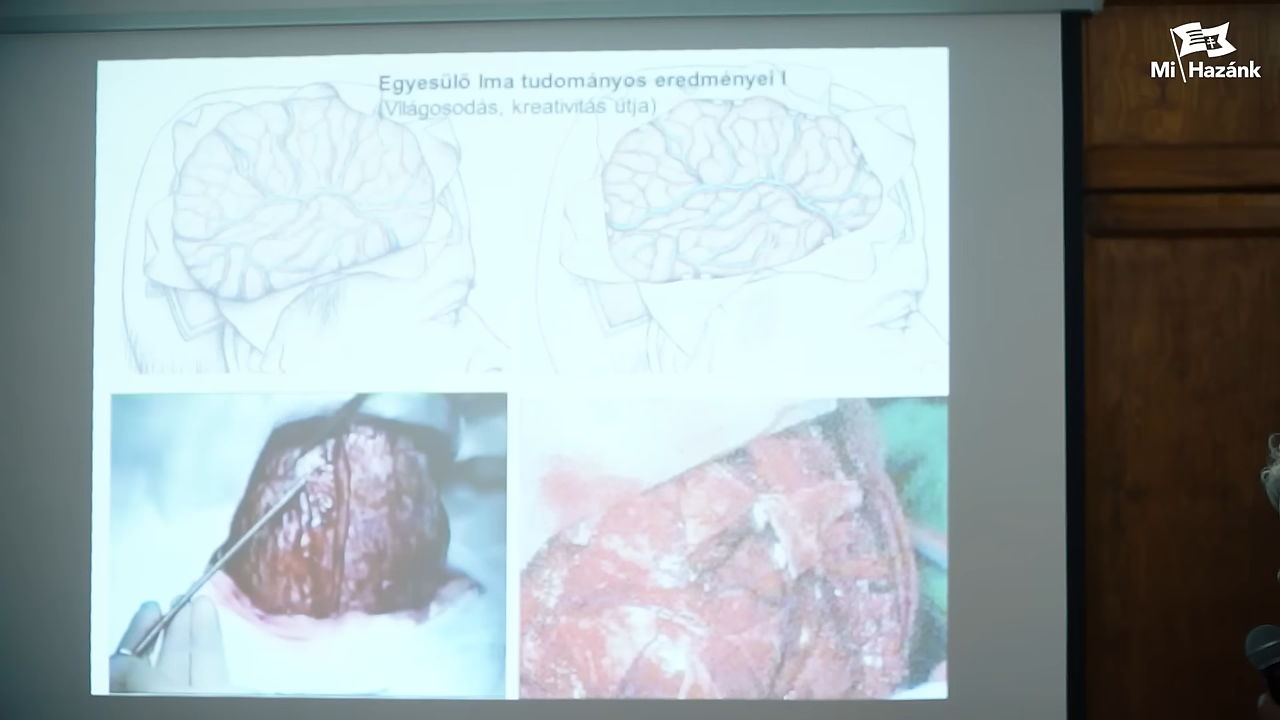 Egyesülő Ima tudományos eredményei I
(Világosodás, kreativitás útja)
Mi Hazánk